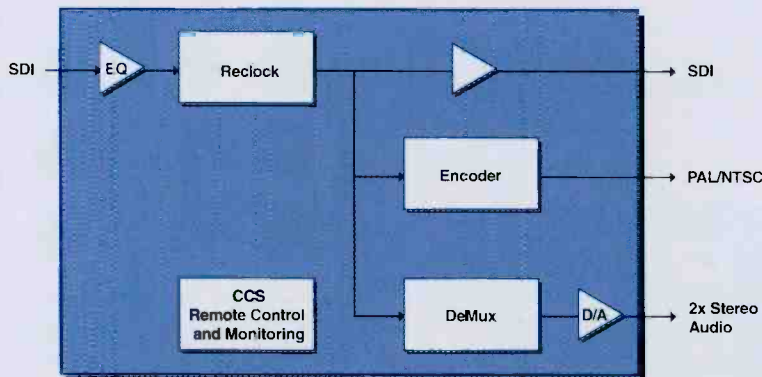 SDI
EQ
Reclock
SDI
Encoder
PAL/NTSC
CCS
Remote Control
and Monitoring
DeMux
D/A
2x Stereo
Audio